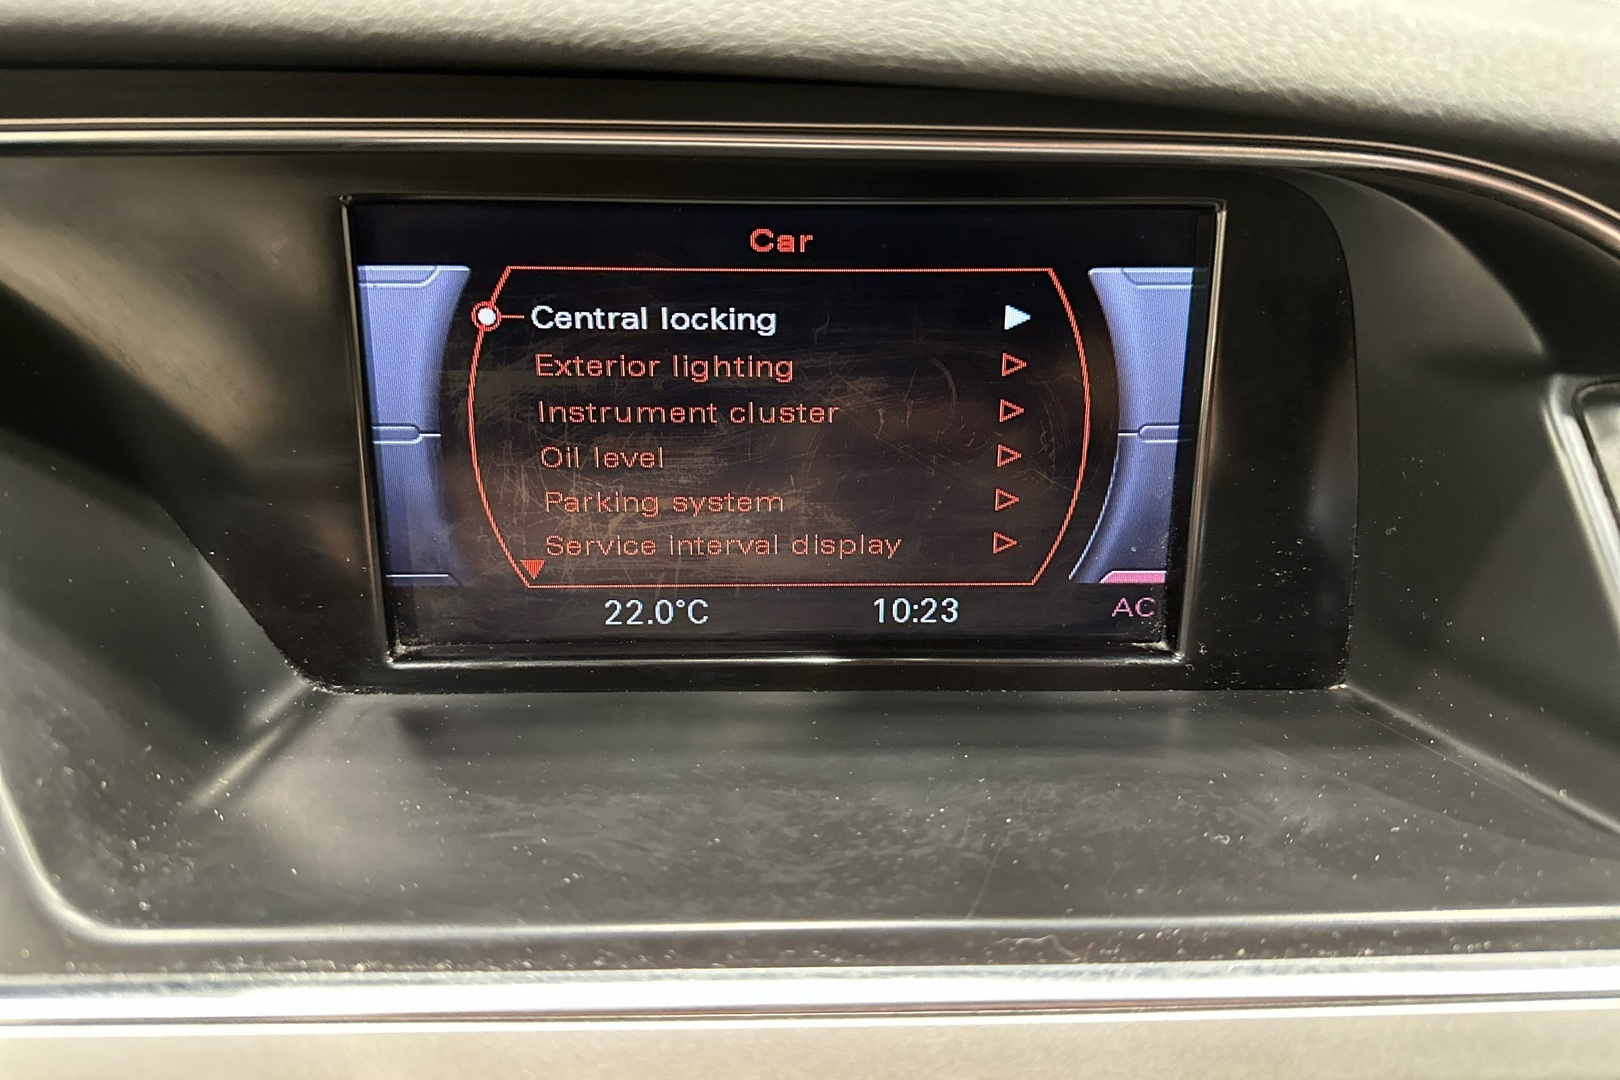 Car
Central locking
Exterior lighting
Instrument cluster
Oil level
Parking system
Service interval display
22.0°C 10:23 AC